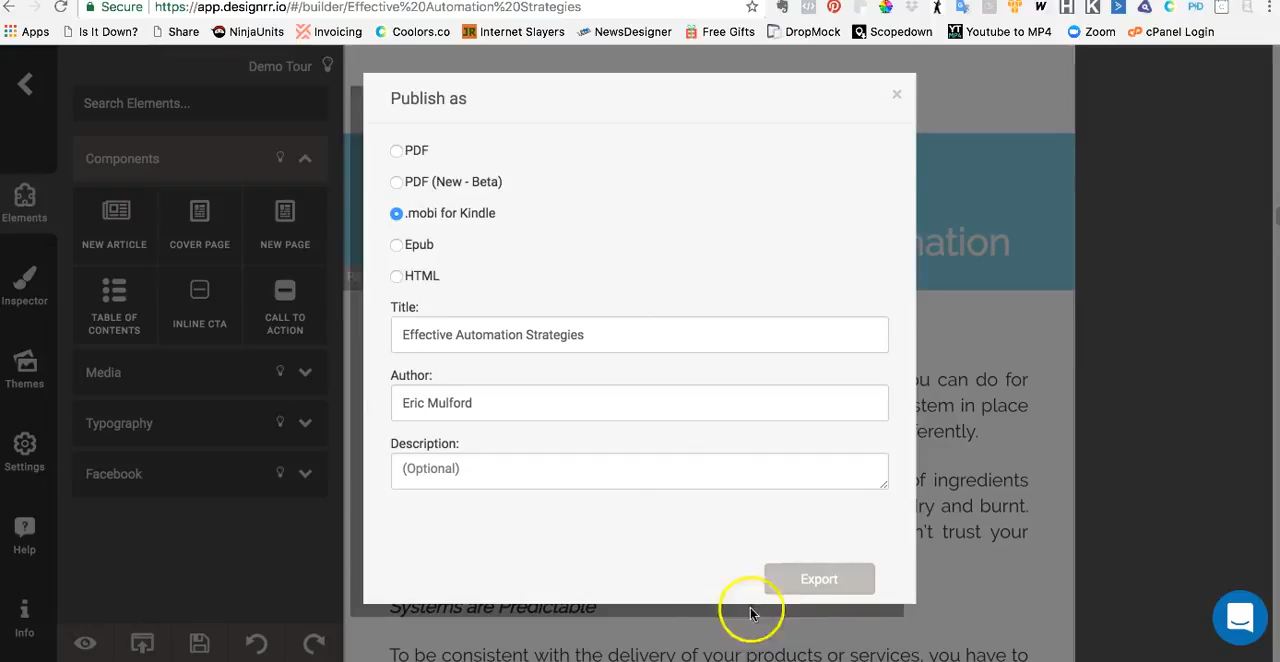 Secure
https://app.designrr.io/#/builder/Effective%20Automation%20Strategies
Apps
Is It Down?
Share
NinjaUnits
Invoicing
Coolors.co
JR
Internet Slayers
NewsDesigner
Free Gifts
DropMock
Scopedown
Youtube to MP4
Zoom
cPanel Login
Demo Tour
Search Elements...
Components
NEW ARTICLE
COVER PAGE
NEW PAGE
TABLE OF CONTENTS
INLINE CTA
CALL TO ACTION
Media
Typography
Facebook
Elements
Inspector
Themes
Settings
Help
Info
Publish as
×
PDF
PDF (New - Beta)
.mobi for Kindle
Epub
HTML
Title:
Effective Automation Strategies
Author:
Eric Mulford
Description:
(Optional)
Export
mation
can do for
stem in place
ferently.
of ingredients
dry and burnt.
n't trust your
Systems are Predictable
To be consistent with the delivery of your products or services, you have to